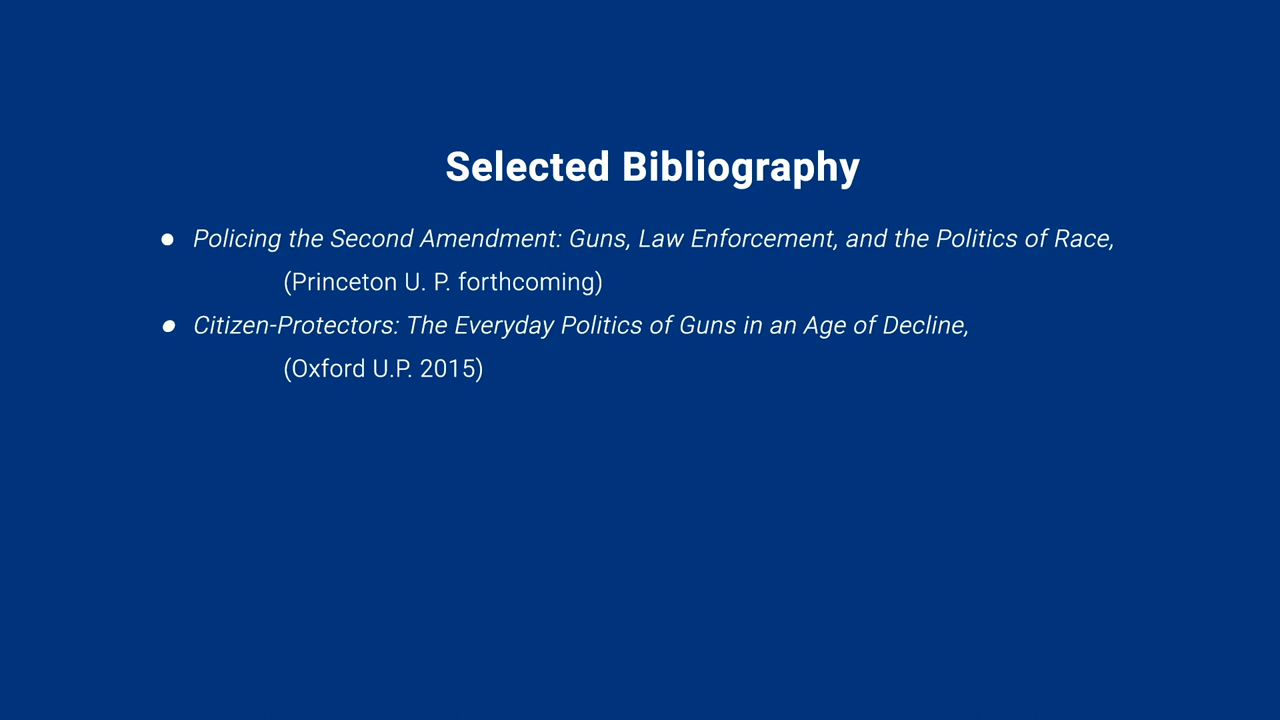 Selected Bibliography
● Policing the Second Amendment: Guns, Law Enforcement, and the Politics of Race,
(Princeton U. P. forthcoming)
● Citizen-Protectors: The Everyday Politics of Guns in an Age of Decline,
(Oxford U.P. 2015)